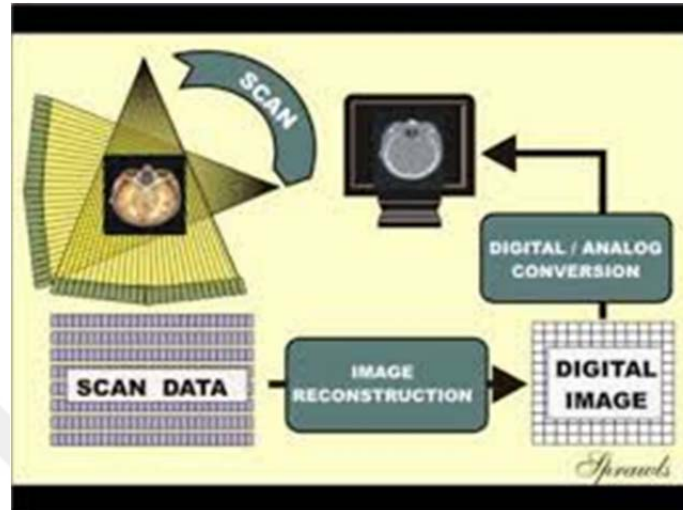 SCAN
DIGITAL / ANALOG
CONVERSION
SCAN DATA
IMAGE
RECONSTRUCTION
DIGITAL
IMAGE
Sprawls